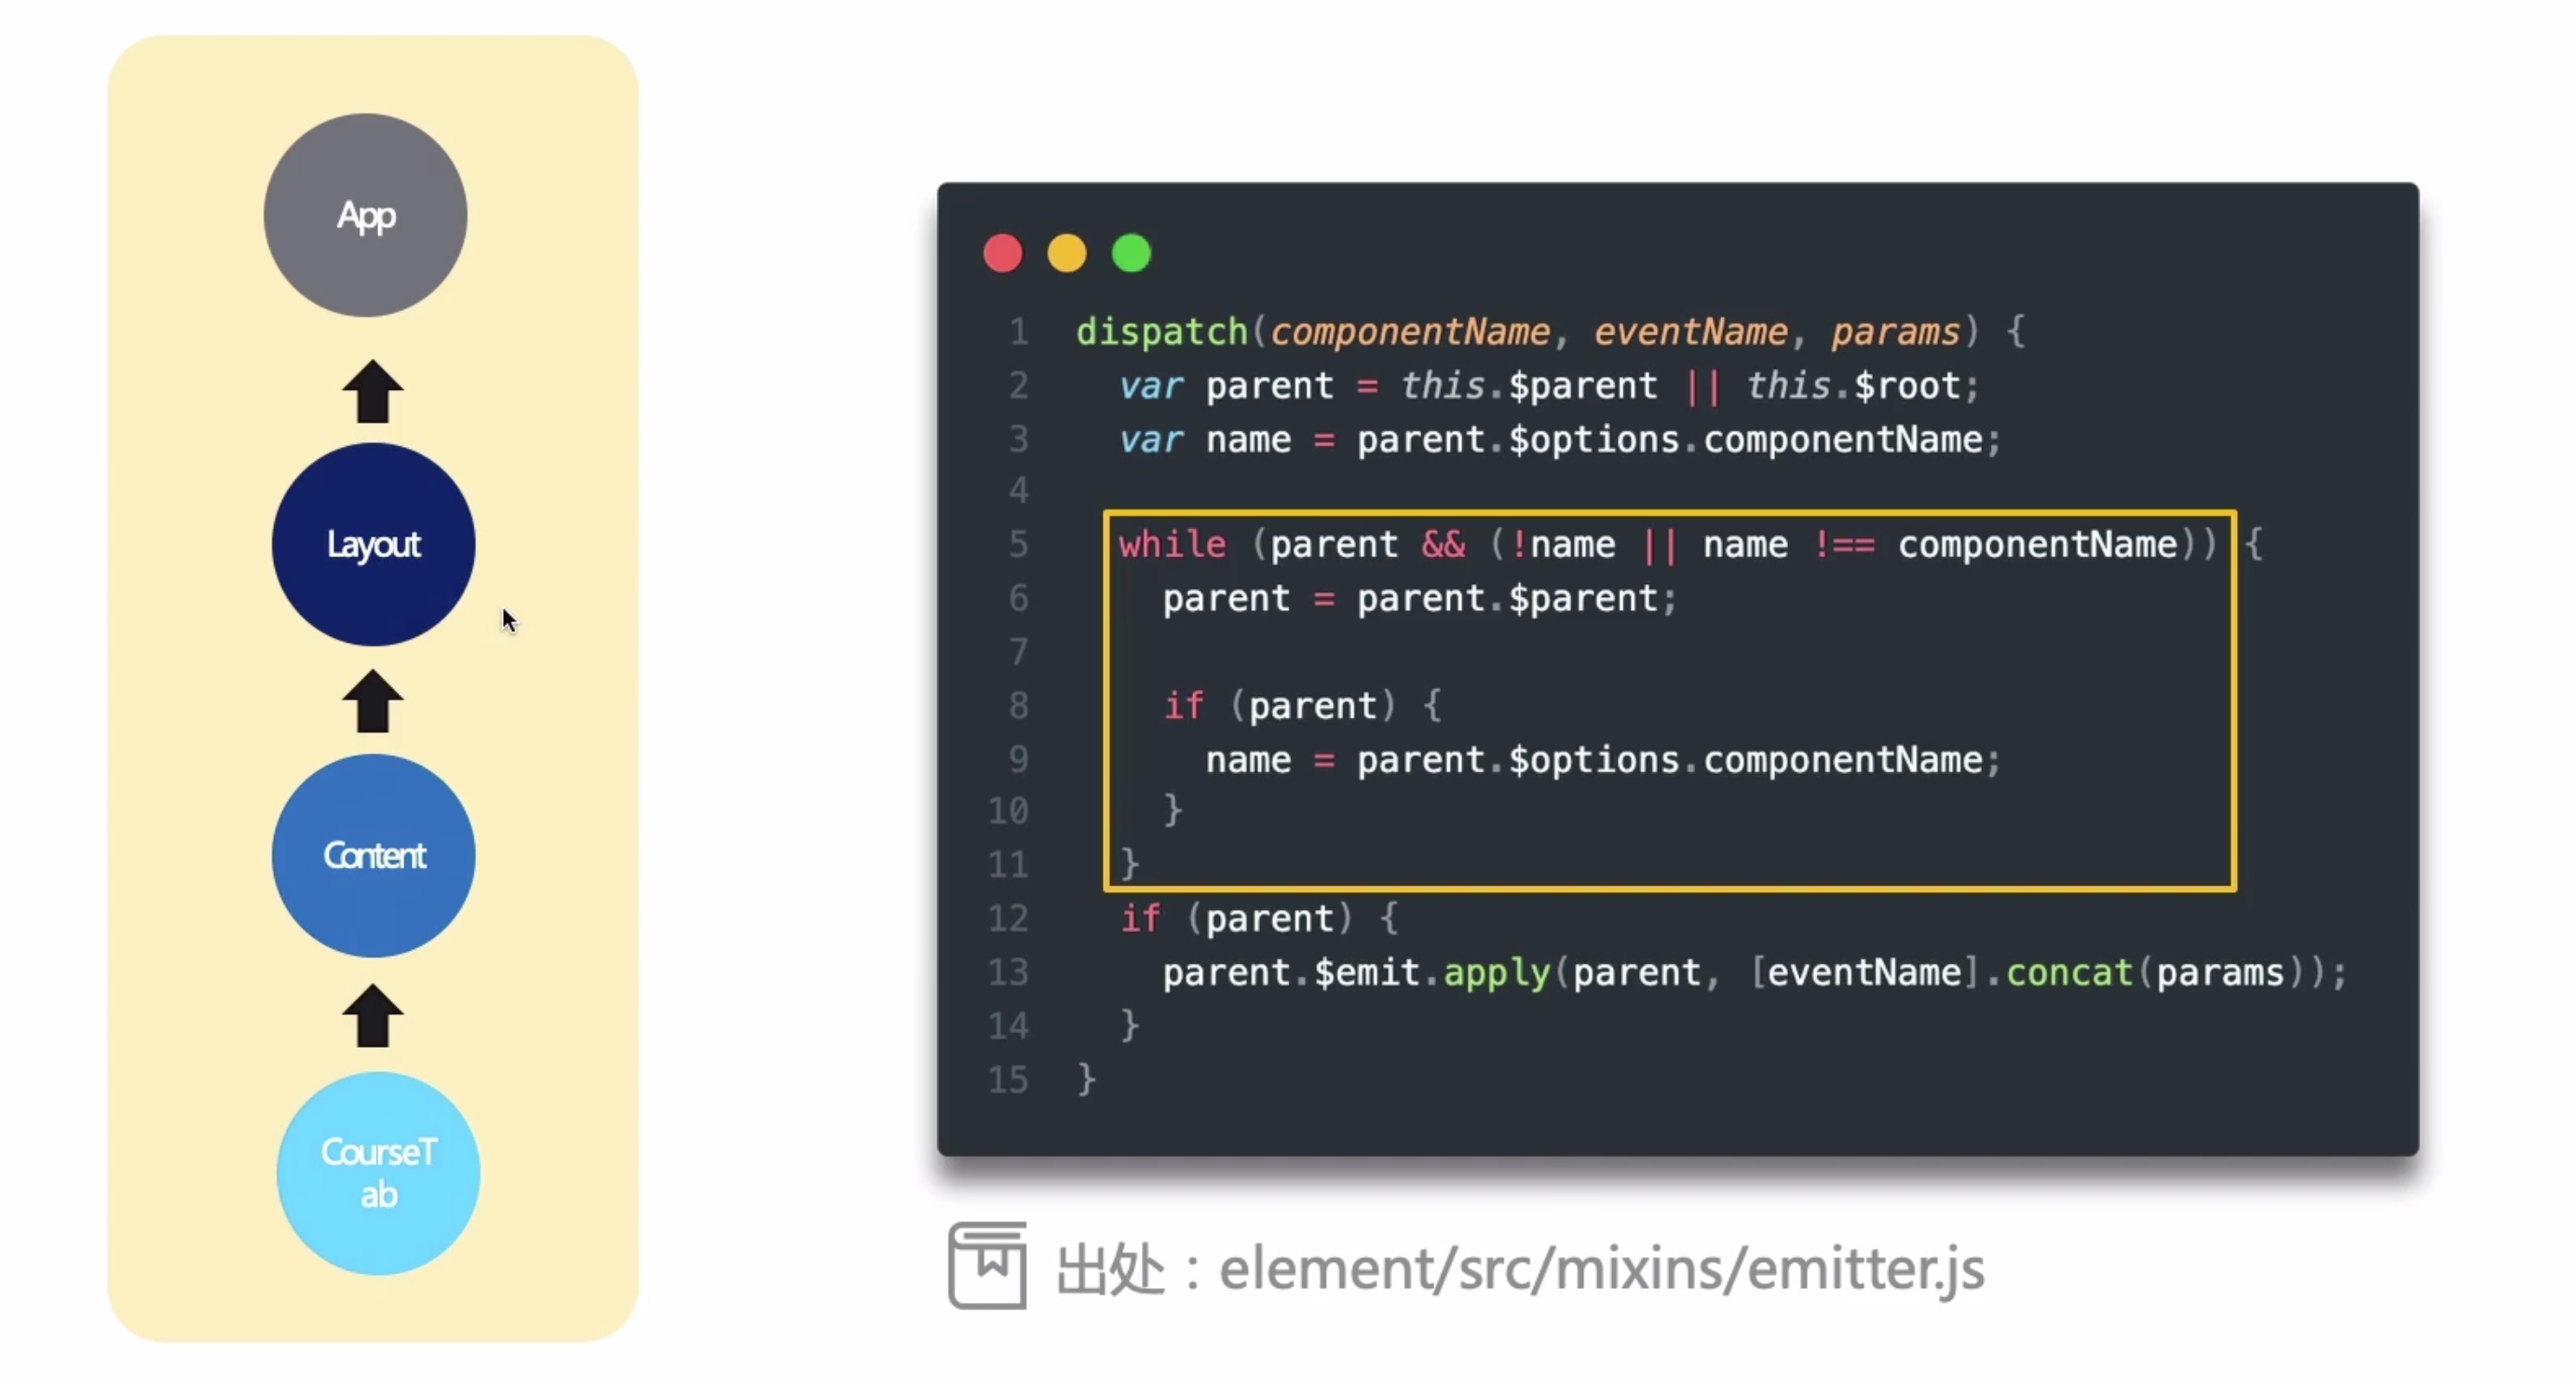 App
Layout
Content
CourseT
ab
1 dispatch(componentName, eventName, params) {
2   var parent = this.$parent || this.$root;
3   var name = parent.$options.componentName;
4
5   while (parent && (!name || name !== componentName)) {
6     parent = parent.$parent;
7
8     if (parent) {
9       name = parent.$options.componentName;
10     }
11   }
12   if (parent) {
13     parent.$emit.apply(parent, [eventName].concat(params));
14   }
15 }
出处：element/src/mixins/emitter.js